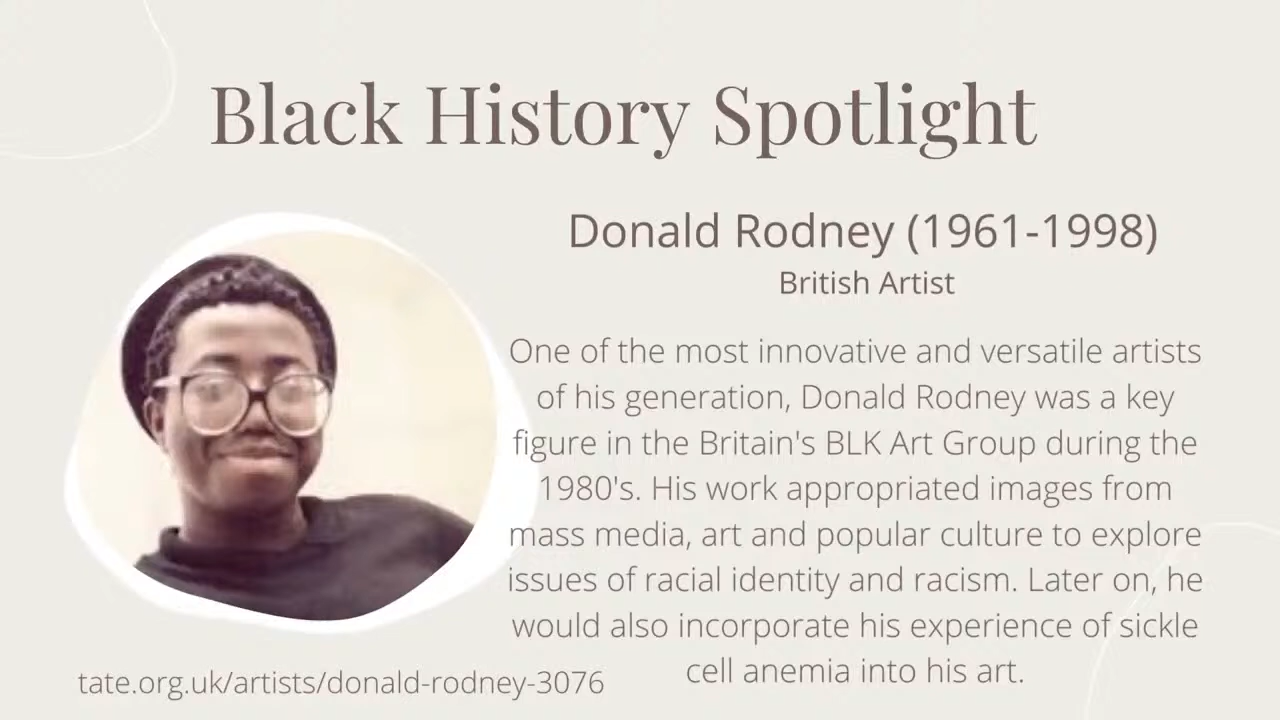 Black History Spotlight
Donald Rodney (1961-1998)
British Artist
One of the most innovative and versatile artists
of his generation, Donald Rodney was a key
figure in the Britain's BLK Art Group during the
1980's. His work appropriated images from
mass media, art and popular culture to explore
issues of racial identity and racism. Later on, he
would also incorporate his experience of sickle
cell anemia into his art.
tate.org.uk/artists/donald-rodney-3076